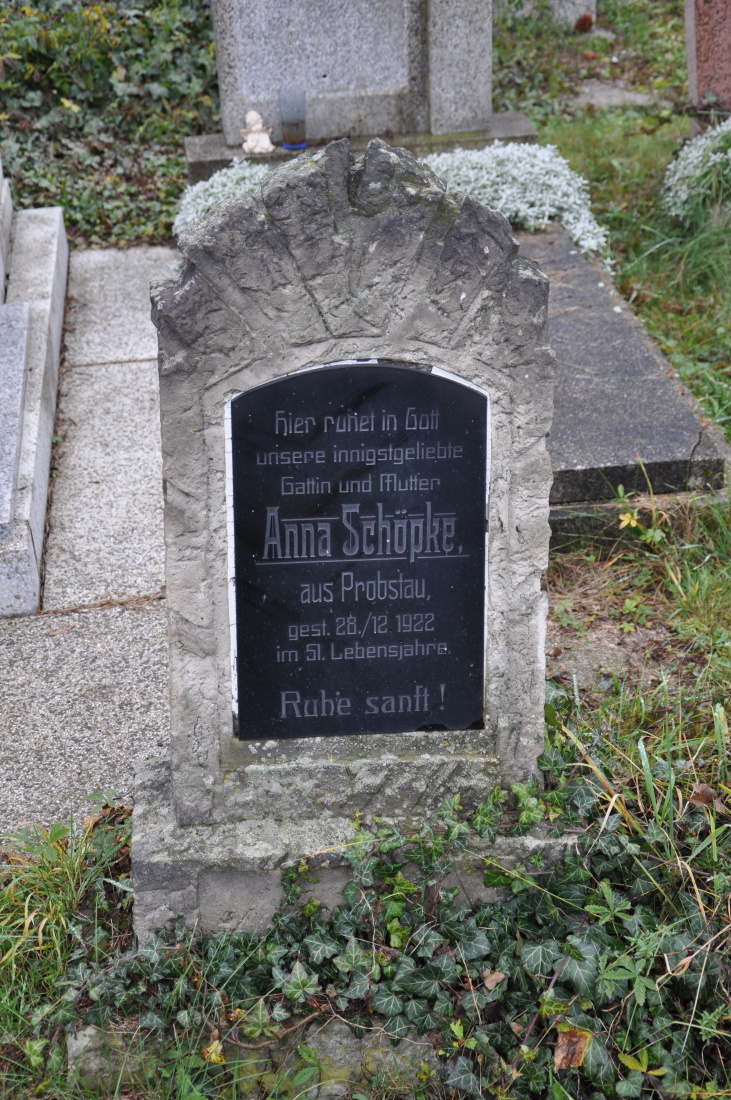 Hier ruhet in Gott
unsere innigstgeliebte
Gattin und Mutter
Anna Schöpke,
aus Probstau,
gest. 28./12 1922
im 51. Lebensjahre.
Ruhe sanft!